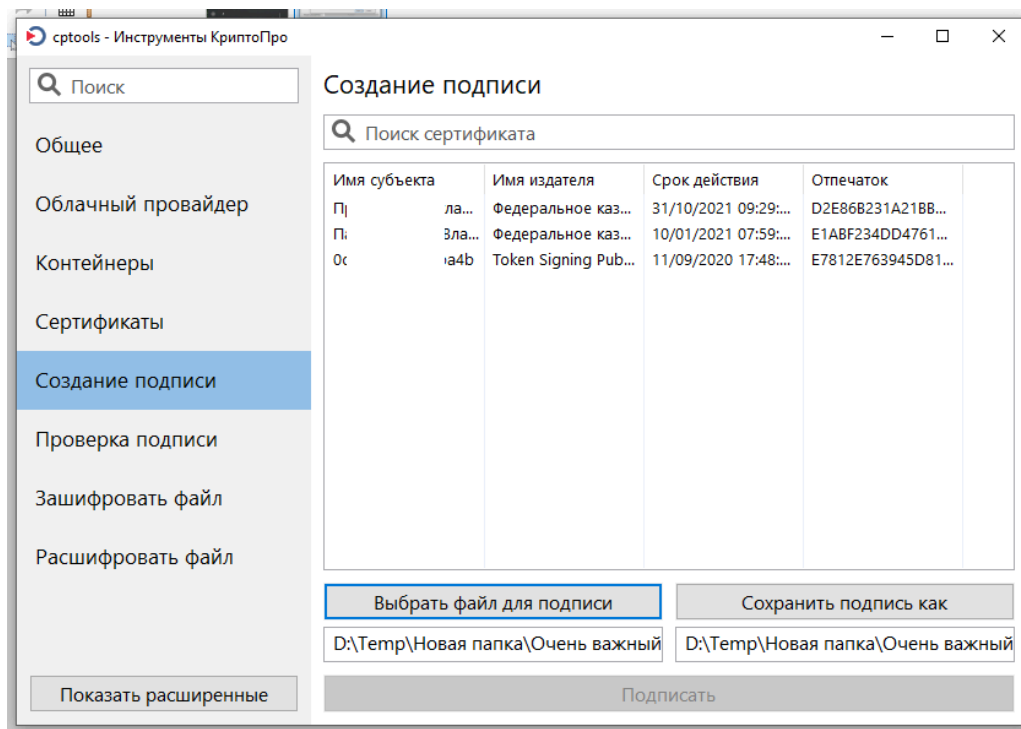 cptools - Инструменты КриптоПро
Поиск
Общее
Облачный провайдер
Контейнеры
Сертификаты
Создание подписи
Проверка подписи
Зашифровать файл
Расшифровать файл
Показать расширенные
Создание подписи
Поиск сертификата
Имя субъекта Имя издателя Срок действия Отпечаток
ла... Федеральное каз... 31/10/2021 09:29:... D2E86B231A21BB...
Вла... Федеральное каз... 10/01/2021 07:59:... E1ABF234DD4761...
a4b Token Signing Pub... 11/09/2020 17:48:... E7812E763945D81...
Выбрать файл для подписи Сохранить подпись как
D:\Temp\Новая папка\Очень важный D:\Temp\Новая папка\Очень важный
Подписать